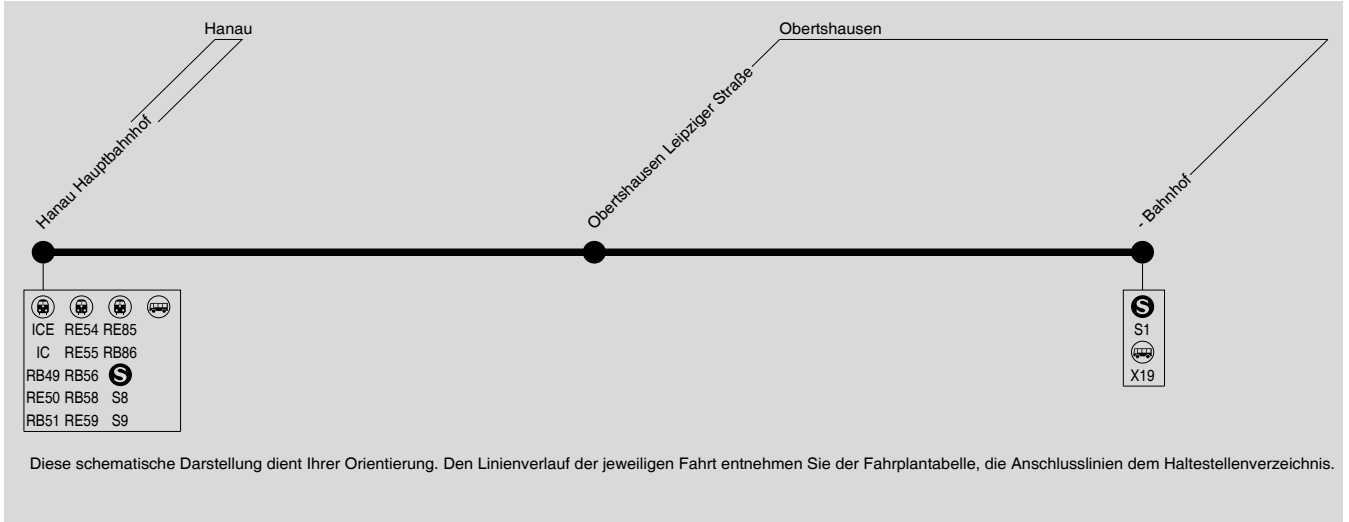 Hanau
Obertshausen
Hanau Hauptbahnhof
Obertshausen Leipziger Straße
- Bahnhof
ICE RE54 RE85
IC RE55 RB86
RB49 RB56 S
RE50 RB58 S8
RB51 RE59 S9
S
S1
X19
Diese schematische Darstellung dient Ihrer Orientierung. Den Linienverlauf der jeweiligen Fahrt entnehmen Sie der Fahrplantabelle, die Anschlusslinien dem Haltestellenverzeichnis.